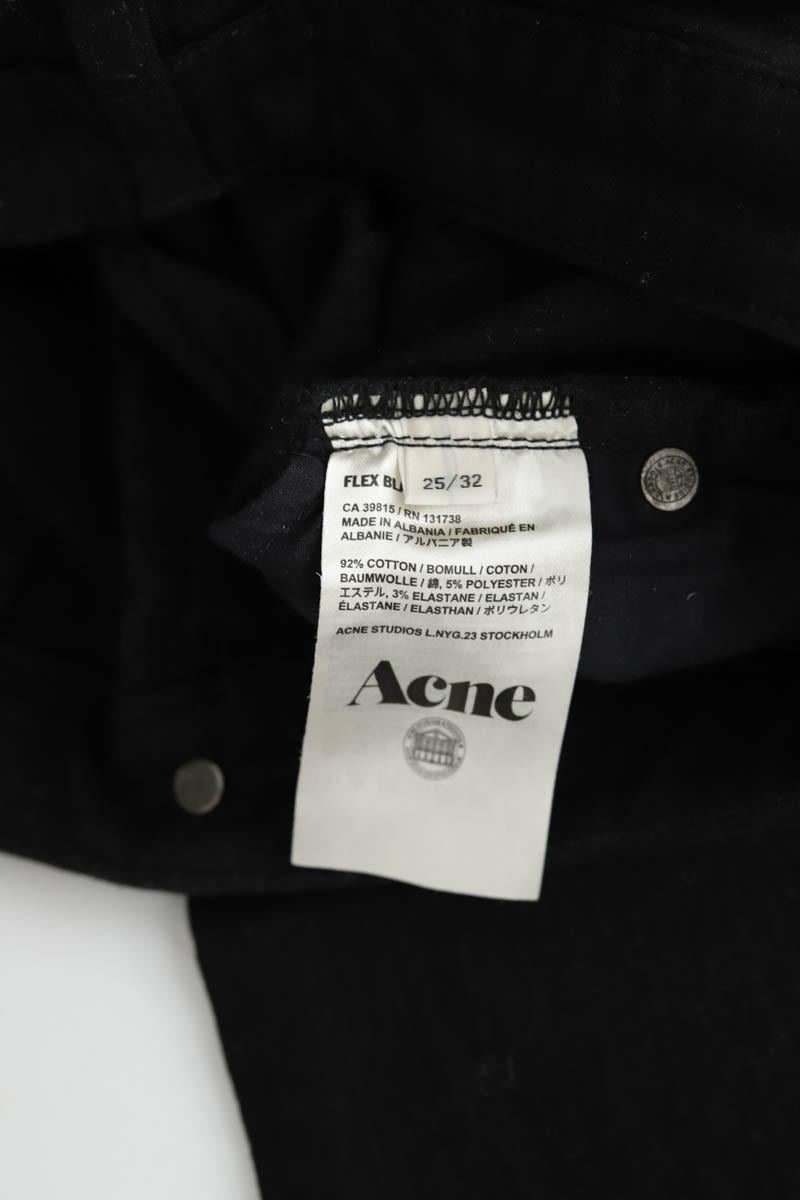 FLEX
25/32
CA 39815 / RN 131738
MADE IN ALBANIA / FABRIQUÉ EN
ALBANIE / アルバニア製
92% COTTON / BOMULL / COTON /
BAUMWOLLE / 綿, 5% POLYESTER / ポリ
エステル, 3% ELASTANE / ELASTAN /
ÉLASTANE / ELASTHAN / ポリウレタン
ACNE STUDIOS L.NYG.23 STOCKHOLM
Acne